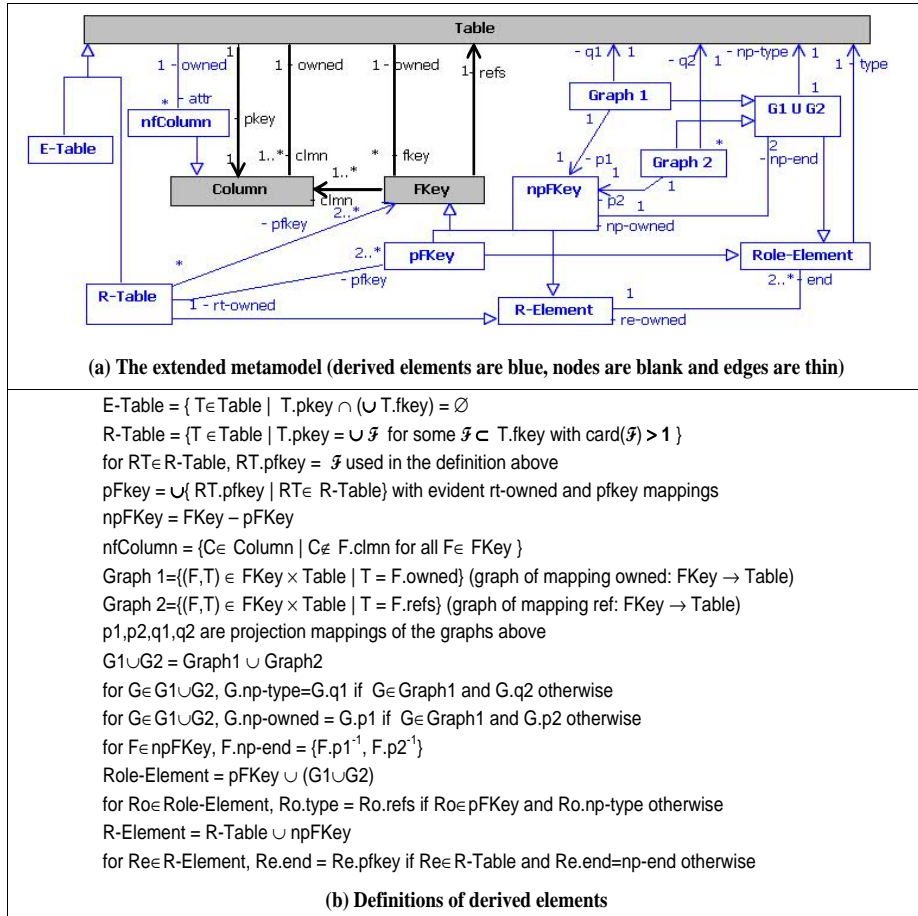 Table
1 - owned
1
1 - owned
1 - owned
1 - refs
- q1
1
- q2
1
- np-type
1
1 - type
* - attr
nfColumn
- pkey
Graph 1
G1 U G2
1
E-Table
1
1..* - clmn
* - fkey
1..*
1
1
- p1
Graph 2
*
2
- np-end
Column
FKey
- clmn
npFKey
1
- p2
1
1
- np-owned
- pfkey
2..*
*
2..*
pFKey
- pfkey
Role-Element
R-Table
1 - rt-owned
2..* - end
R-Element
1
- re-owned
(a) The extended metamodel (derived elements are blue, nodes are blank and edges are thin)
E-Table = { T∈Table | T.pkey ∩ (∪ T.fkey) = ∅
R-Table = {T ∈Table | T.pkey = ∪ ℱ for some ℱ ⊂ T.fkey with card(ℱ) > 1 }
for RT∈R-Table, RT.pfkey = ℱ used in the definition above
pFkey = ∪{ RT.pfkey | RT∈ R-Table} with evident rt-owned and pfkey mappings
npFKey = FKey – pFKey
nfColumn = {C∈ Column | C∉ F.clmn for all F∈ FKey }
Graph 1={(F,T) ∈ FKey × Table | T = F.owned} (graph of mapping owned: FKey → Table)
Graph 2={(F,T) ∈ FKey × Table | T = F.refs} (graph of mapping ref: FKey → Table)
p1,p2,q1,q2 are projection mappings of the graphs above
G1∪G2 = Graph1 ∪ Graph2
for G∈G1∪G2, G.np-type=G.q1 if G∈Graph1 and G.q2 otherwise
for G∈G1∪G2, G.np-owned = G.p1 if G∈Graph1 and G.p2 otherwise
for F∈npFKey, F.np-end = {F.p1⁻¹, F.p2⁻¹}
Role-Element = pFKey ∪ (G1∪G2)
for Ro∈Role-Element, Ro.type = Ro.refs if Ro∈pFKey and Ro.np-type otherwise
R-Element = R-Table ∪ npFKey
for Re∈R-Element, Re.end = Re.pfkey if Re∈R-Table and Re.end=np-end otherwise
(b) Definitions of derived elements